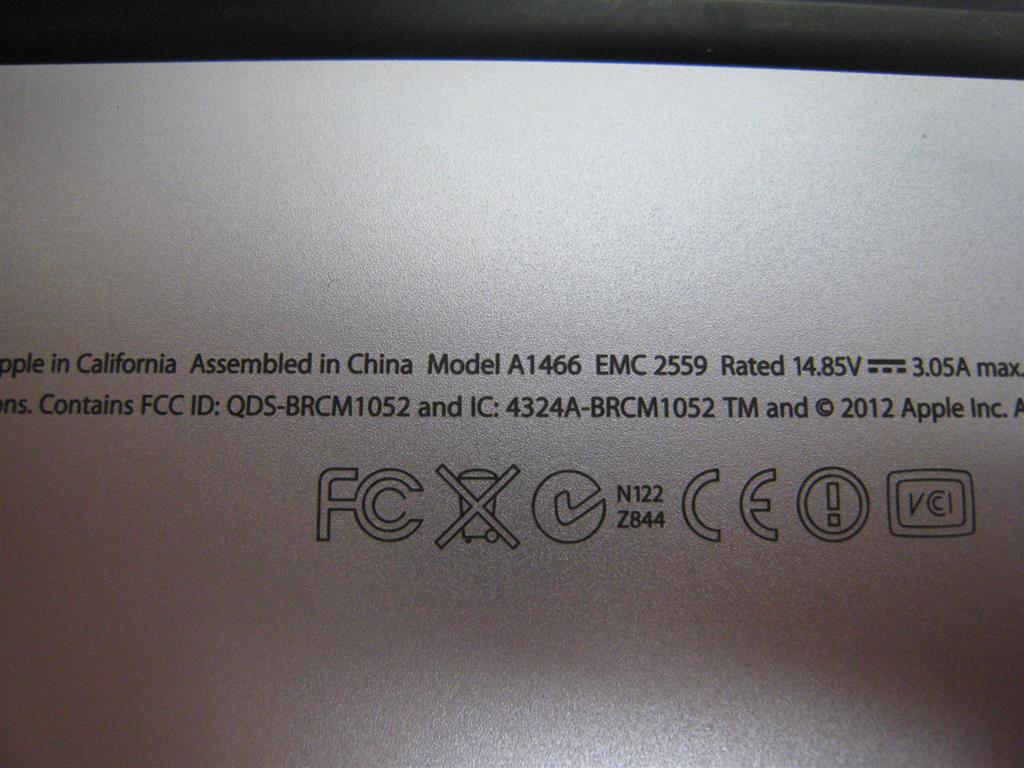 pple in California Assembled in China Model A1466 EMC 2559 Rated 14.85V ⎓ 3.05A max.
ons. Contains FCC ID: QDS-BRCM1052 and IC: 4324A-BRCM1052 TM and © 2012 Apple Inc. A
FC N122 CE VCI
Z844